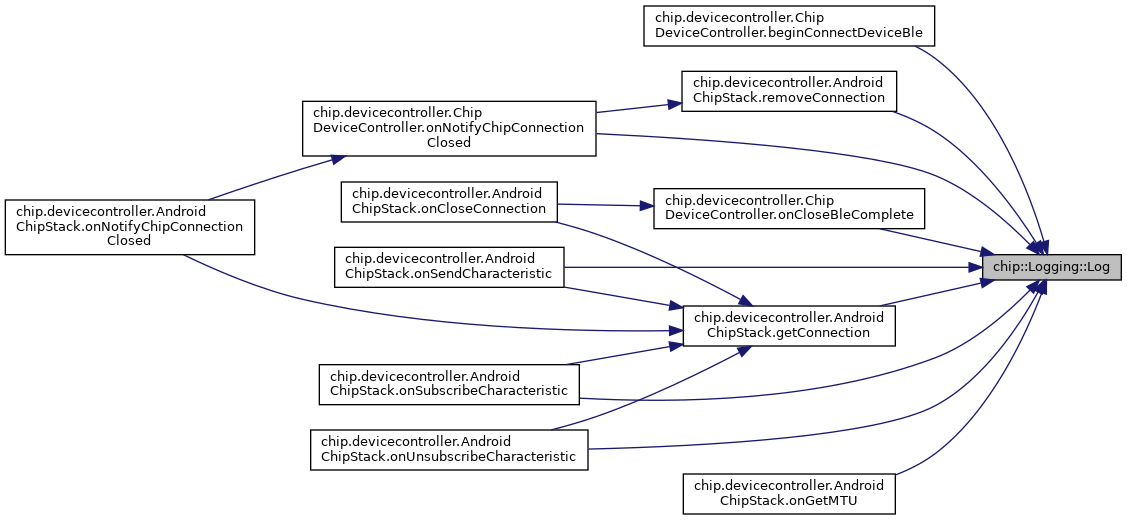 chip.devicecontroller.Chip
DeviceController.beginConnectDeviceBle
chip.devicecontroller.Android
ChipStack.removeConnection
chip.devicecontroller.Chip
DeviceController.onNotifyChipConnection
Closed
chip.devicecontroller.Android
ChipStack.onCloseConnection
chip.devicecontroller.Chip
DeviceController.onCloseBleComplete
chip.devicecontroller.Android
ChipStack.onNotifyChipConnection
Closed
chip.devicecontroller.Android
ChipStack.onSendCharacteristic
chip::Logging::Log
chip.devicecontroller.Android
ChipStack.getConnection
chip.devicecontroller.Android
ChipStack.onSubscribeCharacteristic
chip.devicecontroller.Android
ChipStack.onUnsubscribeCharacteristic
chip.devicecontroller.Android
ChipStack.onGetMTU